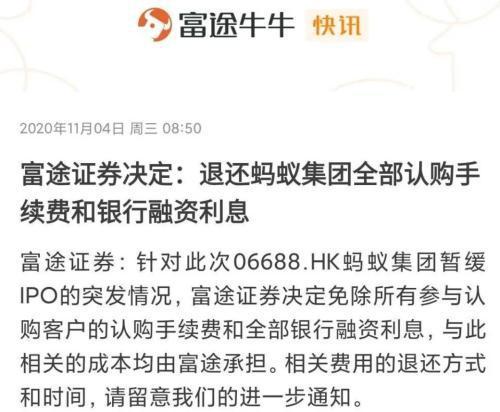 富途牛牛 快讯
2020年11月04日 周三 08:50
富途证券决定：退还蚂蚁集团全部认购手
续费和银行融资利息
富途证券：针对此次06688.HK蚂蚁集团暂缓
IPO的突发情况，富途证券决定免除所有参与认
购客户的认购手续费和全部银行融资利息，与此
相关的成本均由富途承担。相关费用的退还方式
和时间，请留意我们的进一步通知。